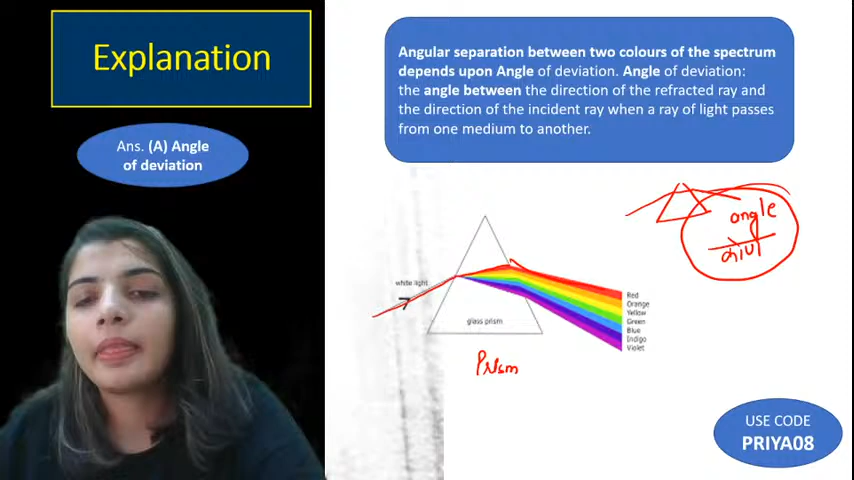 Explanation
Ans. (A) Angle
of deviation
Angular separation between two colours of the spectrum
depends upon Angle of deviation. Angle of deviation:
the angle between the direction of the refracted ray and
the direction of the incident ray when a ray of light passes
from one medium to another.
angle
white light
glass prism
Red
Orange
Yellow
Green
Blue
Indigo
Violet
Prism
USE CODE
PRIYA08